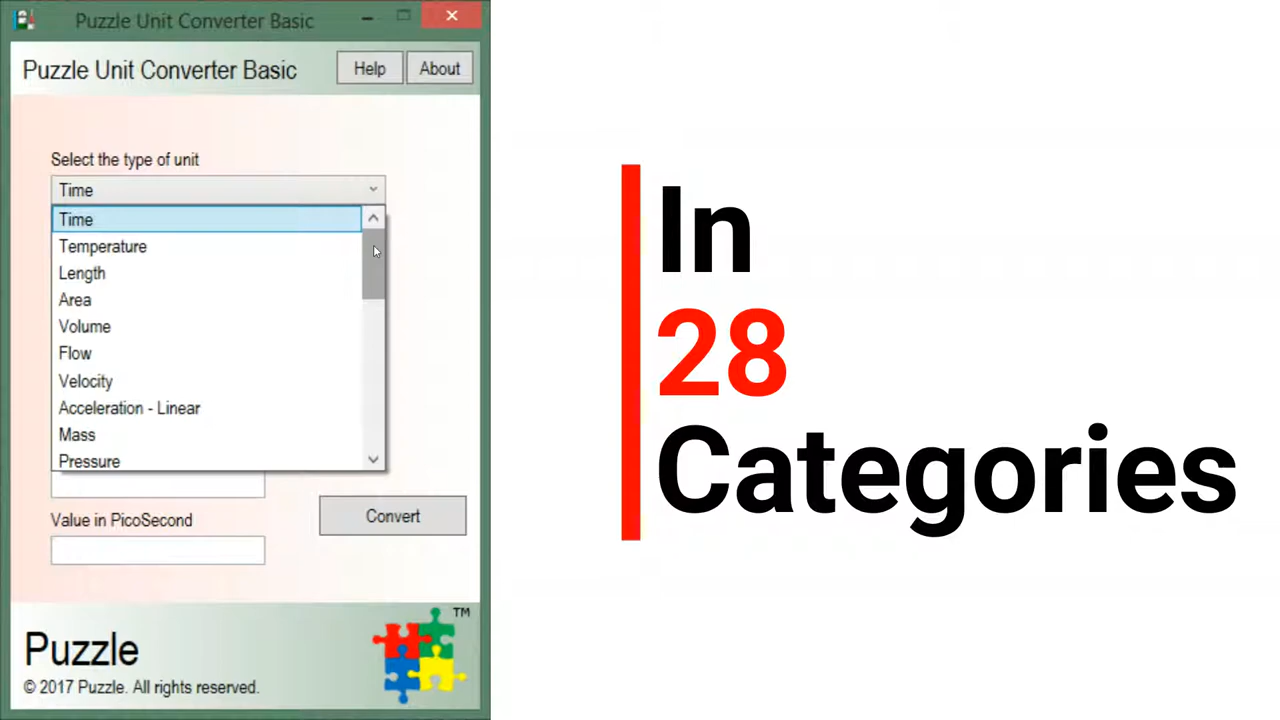 Puzzle Unit Converter Basic
Puzzle Unit Converter Basic
Help
About
Select the type of unit
Time
Time
Temperature
Length
Area
Volume
Flow
Velocity
Acceleration - Linear
Mass
Pressure
Value in PicoSecond
Convert
Puzzle
TM
© 2017 Puzzle. All rights reserved.
In
28
Categories